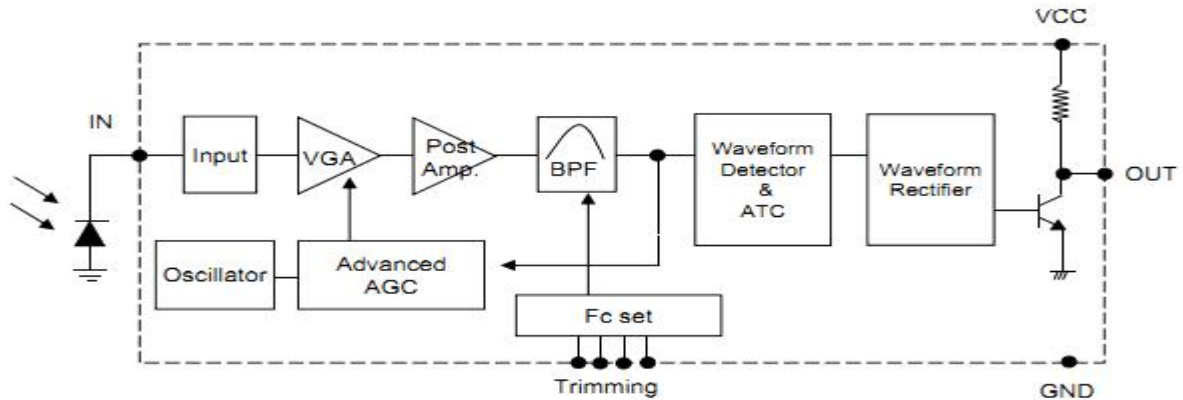 VCC
IN
Input
VGA
Post
Amp.
BPF
Waveform
Detector
&
ATC
Waveform
Rectifier
OUT
Oscillator
Advanced
AGC
Fc set
Trimming
GND